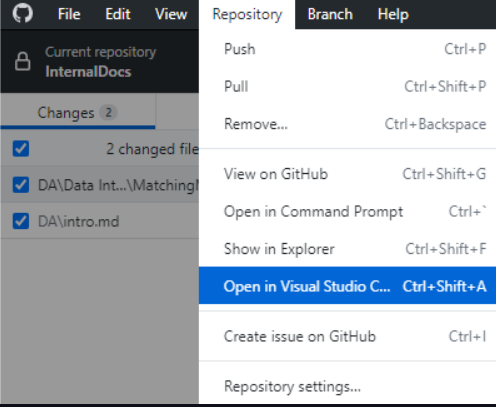 File Edit View Repository Branch Help
Current repository
InternalDocs
Changes 2
2 changed file
DA\Data Int...\Matching
DA\intro.md
Push Ctrl+P
Pull Ctrl+Shift+P
Remove... Ctrl+Backspace
View on GitHub Ctrl+Shift+G
Open in Command Prompt Ctrl+`
Show in Explorer Ctrl+Shift+F
Open in Visual Studio C... Ctrl+Shift+A
Create issue on GitHub Ctrl+I
Repository settings...